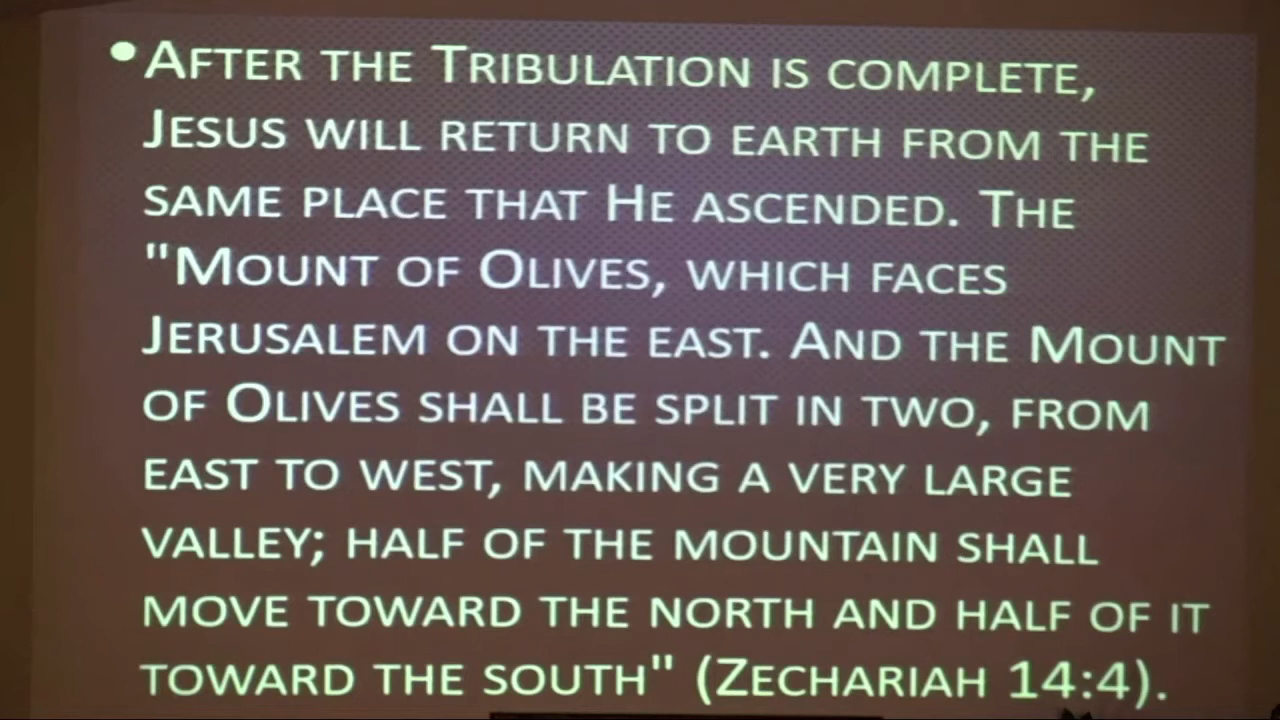 • AFTER THE TRIBULATION IS COMPLETE,
JESUS WILL RETURN TO EARTH FROM THE
SAME PLACE THAT HE ASCENDED. THE
"MOUNT OF OLIVES, WHICH FACES
JERUSALEM ON THE EAST. AND THE MOUNT
OF OLIVES SHALL BE SPLIT IN TWO, FROM
EAST TO WEST, MAKING A VERY LARGE
VALLEY; HALF OF THE MOUNTAIN SHALL
MOVE TOWARD THE NORTH AND HALF OF IT
TOWARD THE SOUTH" (ZECHARIAH 14:4).